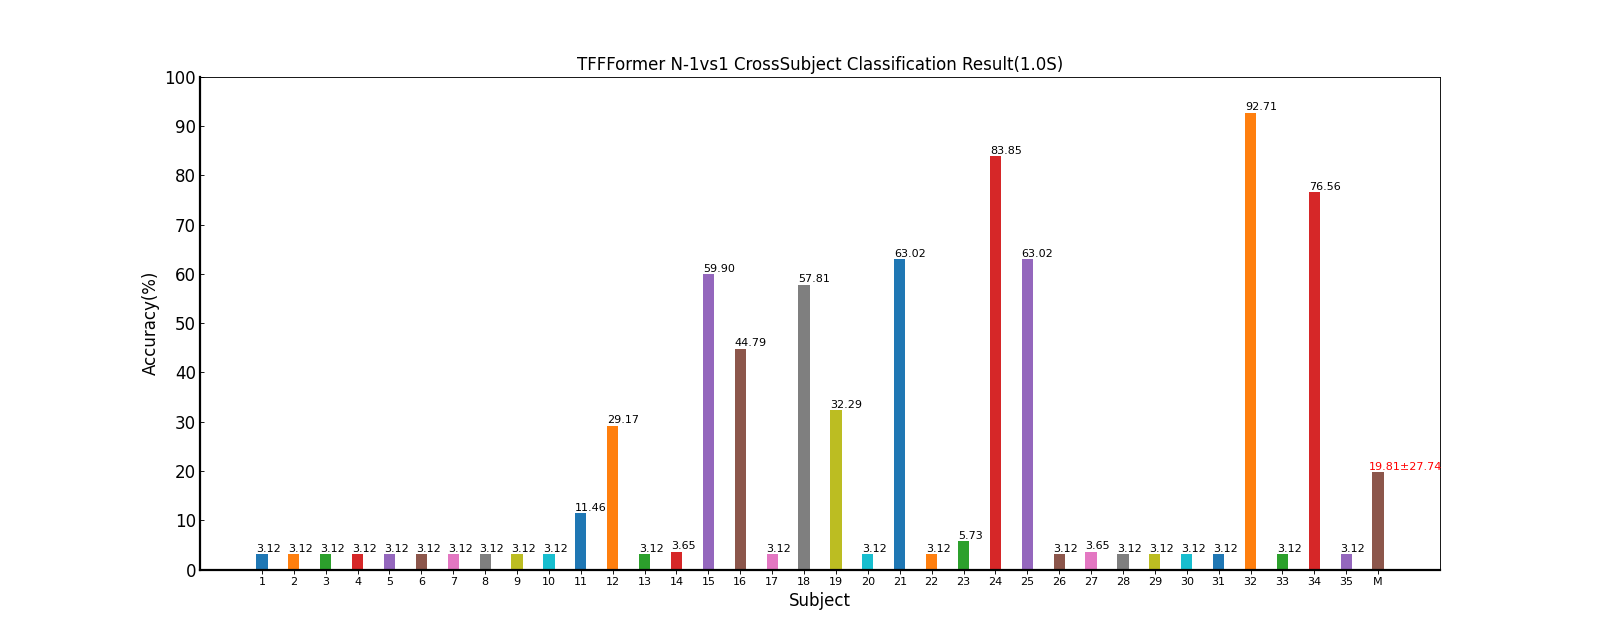 TFFFormer N-1vs1 CrossSubject Classification Result(1.0S)
100
90
80
70
60
50
40
30
20
10
0
Accuracy(%)
3.12 3.12 3.12 3.12 3.12 3.12 3.12 3.12 3.12 3.12 11.46 29.17 3.12 3.65 59.90 44.79 3.12 57.81 32.29 3.12 63.02 3.12 5.73 83.85 63.02 3.12 3.65 3.12 3.12 3.12 3.12 92.71 3.12 76.56 3.12 19.81±27.74
1 2 3 4 5 6 7 8 9 10 11 12 13 14 15 16 17 18 19 20 21 22 23 24 25 26 27 28 29 30 31 32 33 34 35 M
Subject